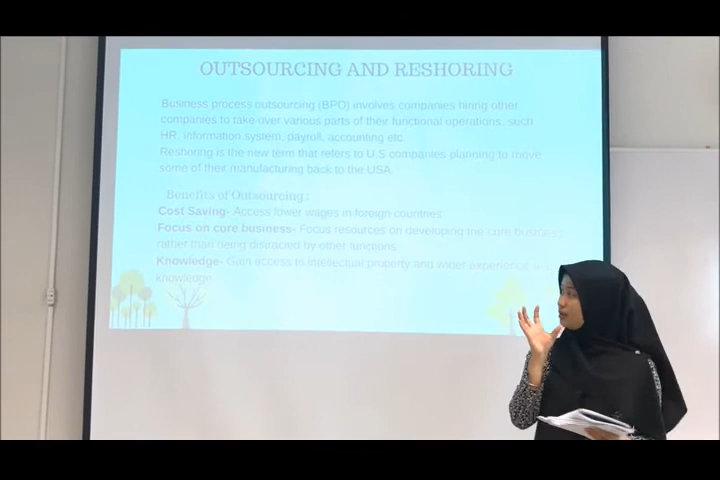 OUTSOURCING AND RESHORING
Business process outsourcing (BPO) involves companies hiring other
companies to take over various parts of their functional operations, such
HR, information system, payroll, accounting etc.
Reshoring is the new term that refers to U.S companies planning to move
some of their manufacturing back to the USA.
Benefits of Outsourcing :
Cost Saving- Access lower wages in foreign countries
Focus on core business- Focus resources on developing the core business
rather than being distracted by other functions
Knowledge- Gain access to intellectual property and wider experience
knowledge